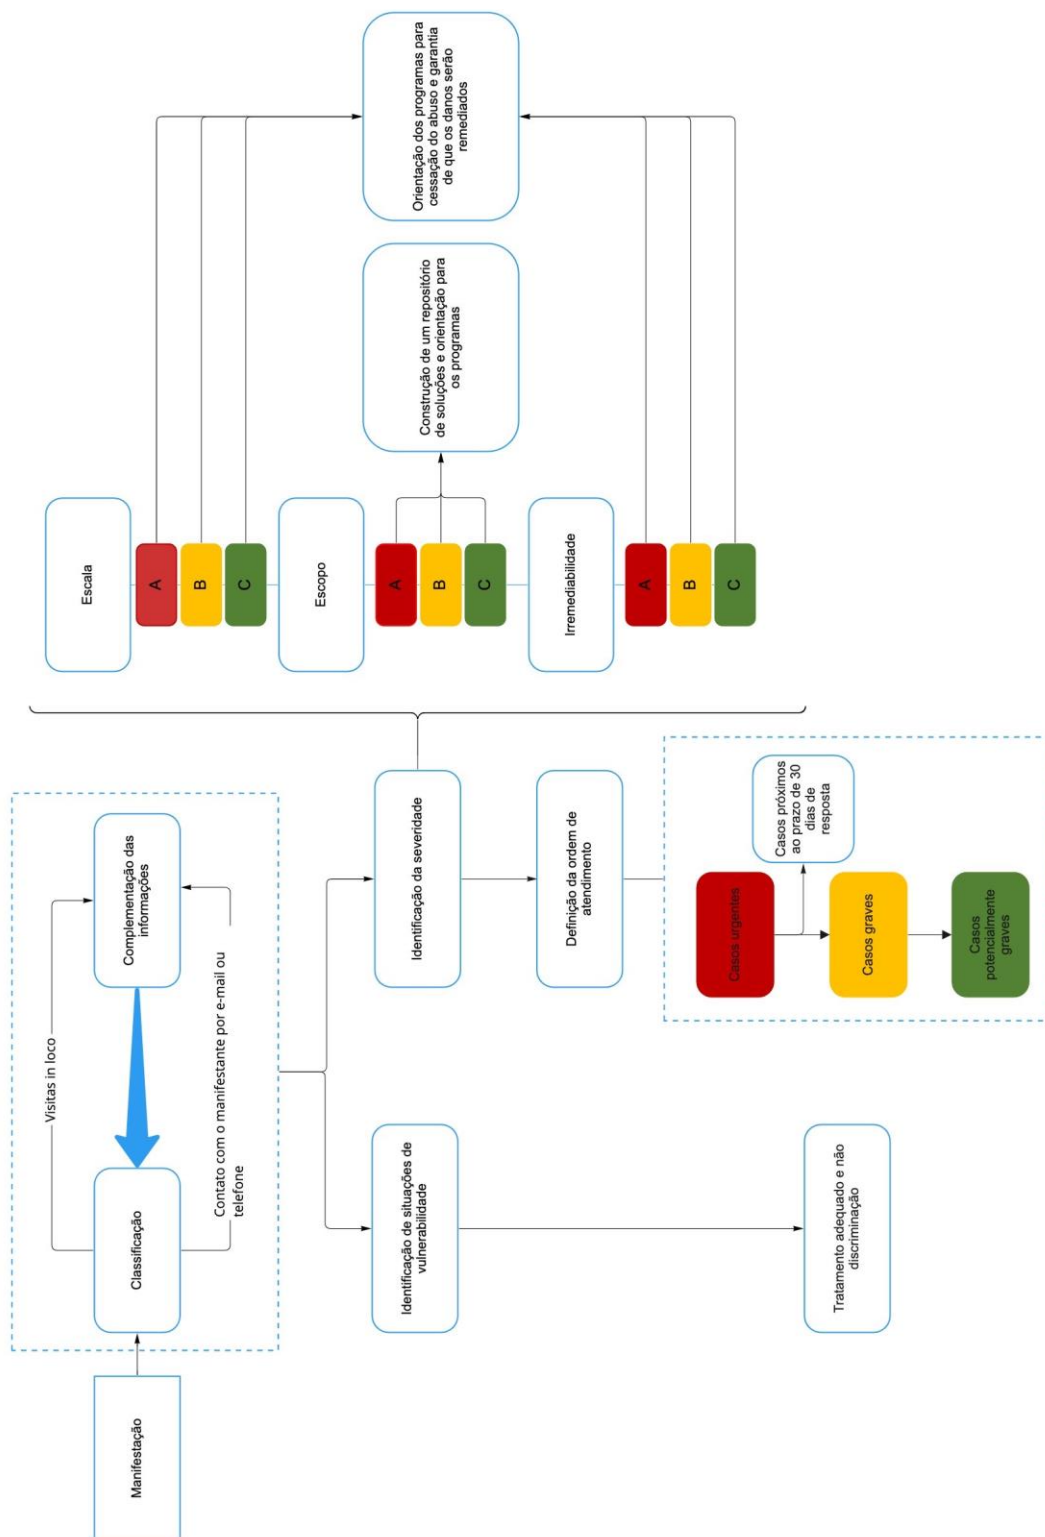 Manifestação
Classificação
Visitas in loco
Complementação das
informações
Contato com o manifestante por e-mail ou
telefone
Identificação de situações de
vulnerabilidade
Tratamento adequado e não
discriminação
Identificação da severidade
Definição da ordem de
atendimento
Casos urgentes
Casos próximos
ao prazo de 30
dias de
resposta
Casos graves
Casos
potencialmente
graves
Escala
A
B
C
Escopo
A
B
C
Irremediabilidade
A
B
C
Construção de um repositório
de soluções e orientação para
os programas
Orientação dos programas para
cessação do abuso e garantia
de que os danos serão
remediados